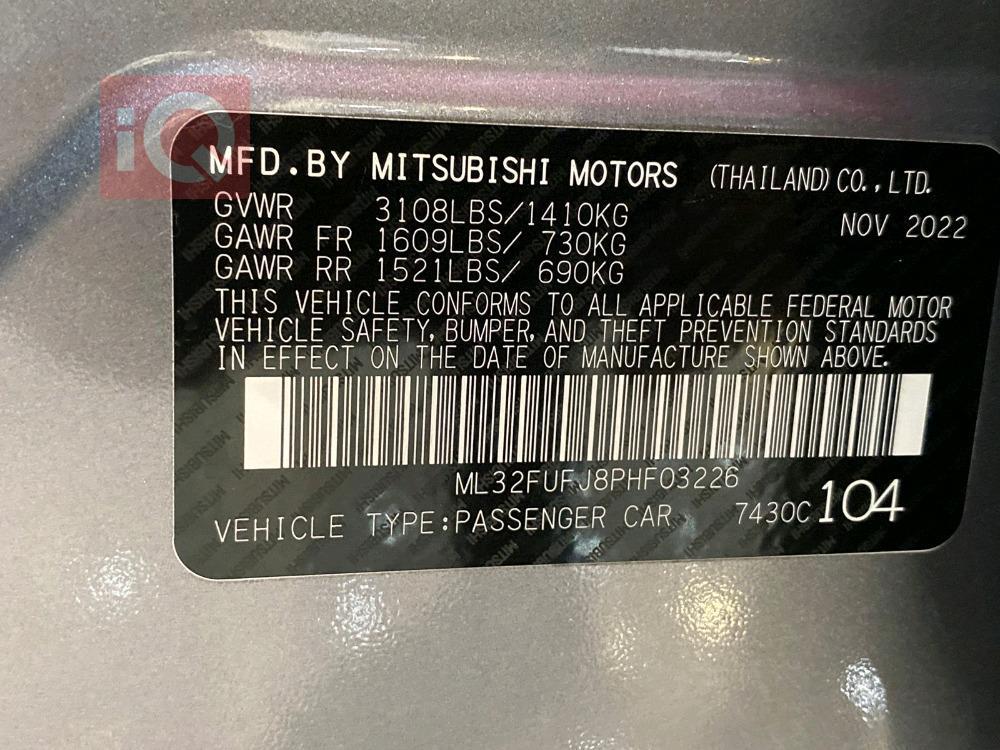 iQ
MFD.BY MITSUBISHI MOTORS (THAILAND) CO.,LTD.
GVWR 3108LBS/1410KG NOV 2022
GAWR FR 1609LBS/ 730KG
GAWR RR 1521LBS/ 690KG
THIS VEHICLE CONFORMS TO ALL APPLICABLE FEDERAL MOTOR
VEHICLE SAFETY, BUMPER, AND THEFT PREVENTION STANDARDS
IN EFFECT ON THE DATE OF MANUFACTURE SHOWN ABOVE.
ML32FUFJ8PHF03226
VEHICLE TYPE:PASSENGER CAR 7430C 104